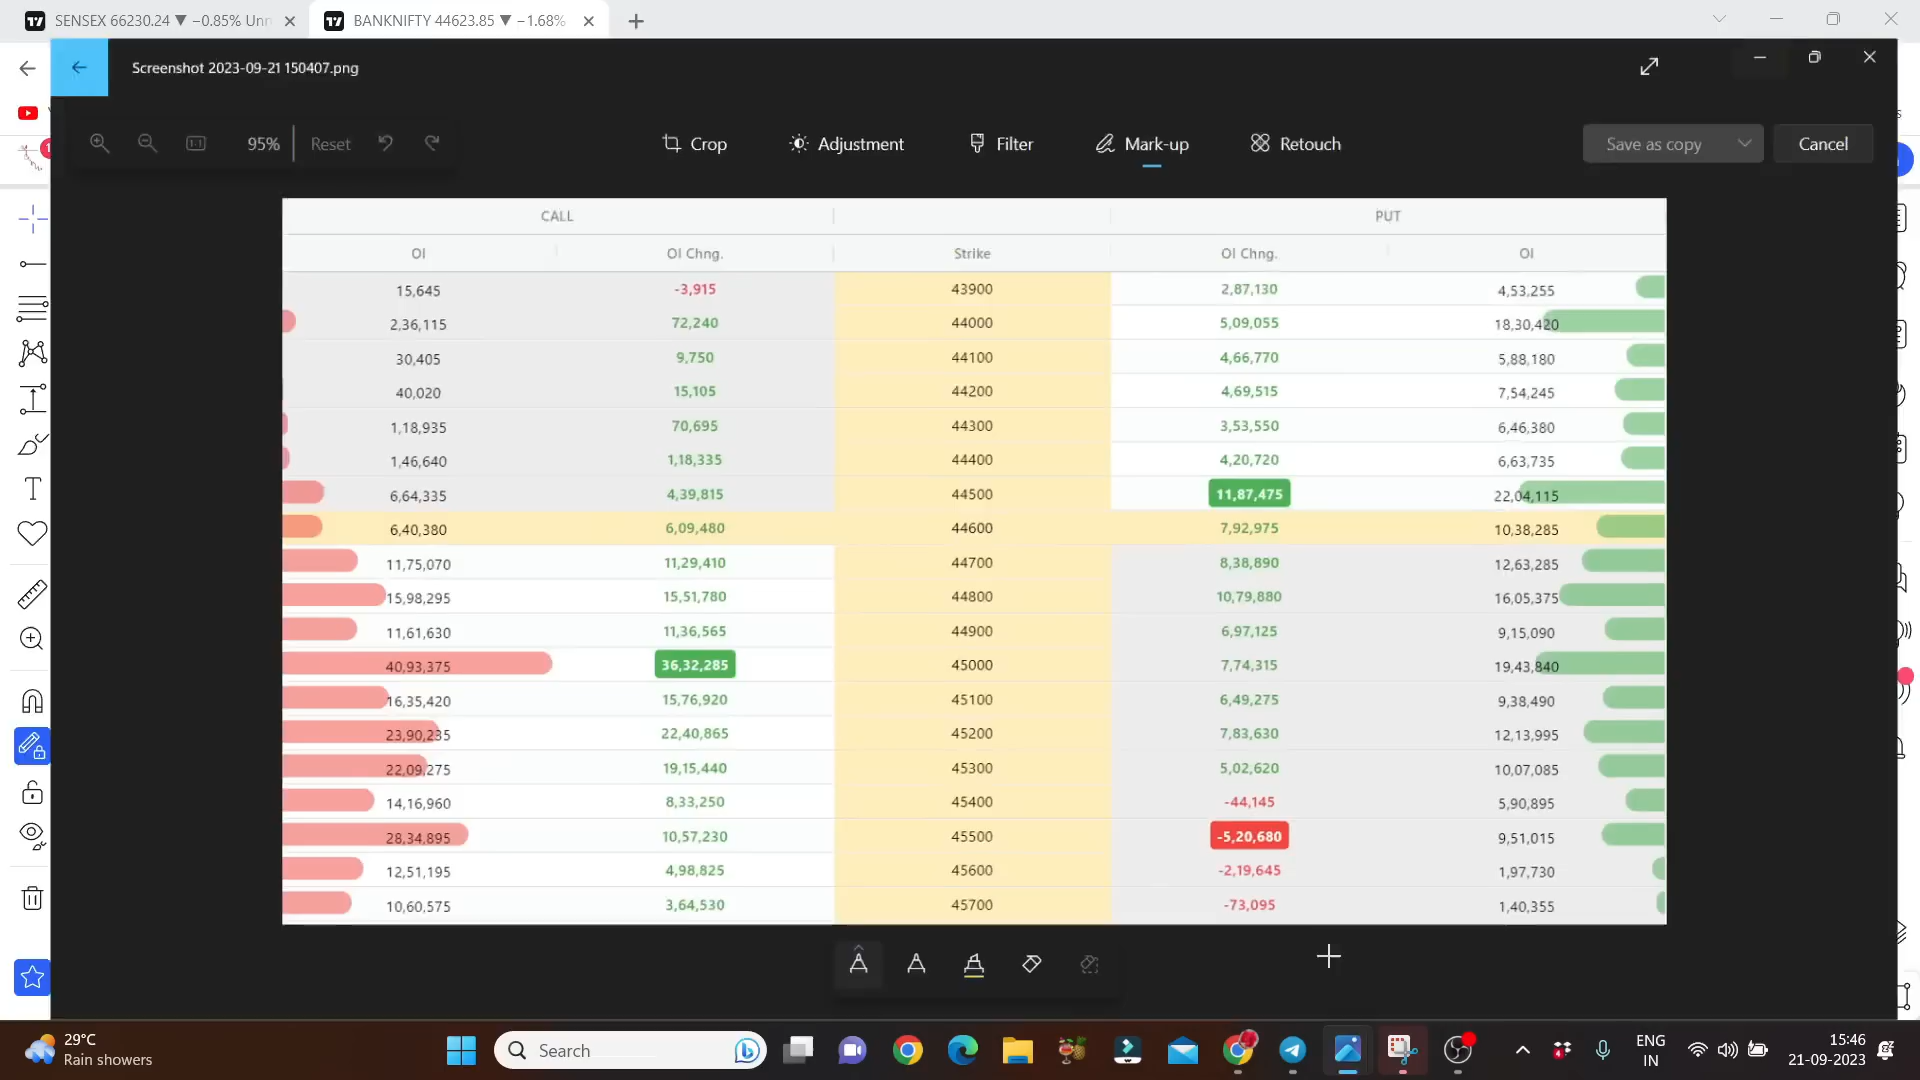 SENSEX 66230.24 ▼ −0.85% Unn
BANKNIFTY 44623.85 ▼ −1.68%
Screenshot 2023-09-21 150407.png
95% Reset Crop Adjustment Filter Mark-up Retouch Save as copy Cancel
CALL PUT
OI OI Chng. Strike OI Chng. OI
15,645 -3,915 43900 2,87,130 4,53,255
2,36,115 72,240 44000 5,09,055 18,30,420
30,405 9,750 44100 4,66,770 5,88,180
40,020 15,105 44200 4,69,515 7,54,245
1,18,935 70,695 44300 3,53,550 6,46,380
1,46,640 1,18,335 44400 4,20,720 6,63,735
6,64,335 4,39,815 44500 11,87,475 22,04,115
6,40,380 6,09,480 44600 7,92,975 10,38,285
11,75,070 11,29,410 44700 8,38,890 12,63,285
15,98,295 15,51,780 44800 10,79,880 16,05,375
11,61,630 11,36,565 44900 6,97,125 9,15,090
40,93,375 36,32,285 45000 7,74,315 19,43,840
16,35,420 15,76,920 45100 6,49,275 9,38,490
23,90,235 22,40,865 45200 7,83,630 12,13,995
22,09,275 19,15,440 45300 5,02,620 10,07,085
14,16,960 8,33,250 45400 -44,145 5,90,895
28,34,895 10,57,230 45500 -5,20,680 9,51,015
12,51,195 4,98,825 45600 -2,19,645 1,97,730
10,60,575 3,64,530 45700 -73,095 1,40,355
29°C
Rain showers
Search
ENG
IN
15:46
21-09-2023